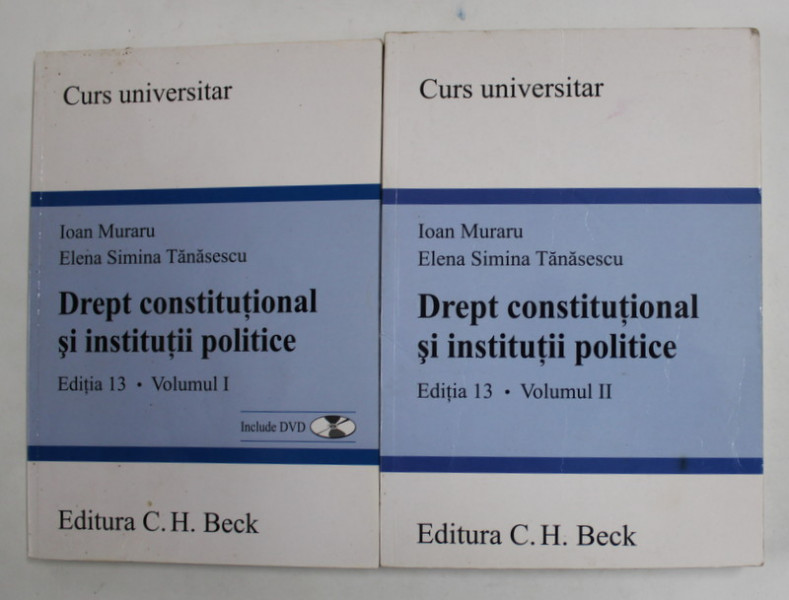 Curs universitar
Ioan Muraru
Elena Simina Tănăsescu
Drept constituțional
și instituții politice
Ediția 13 • Volumul I
Include DVD
Editura C. H. Beck
Curs universitar
Ioan Muraru
Elena Simina Tănăsescu
Drept constituțional
și instituții politice
Ediția 13 • Volumul II
Editura C. H. Beck